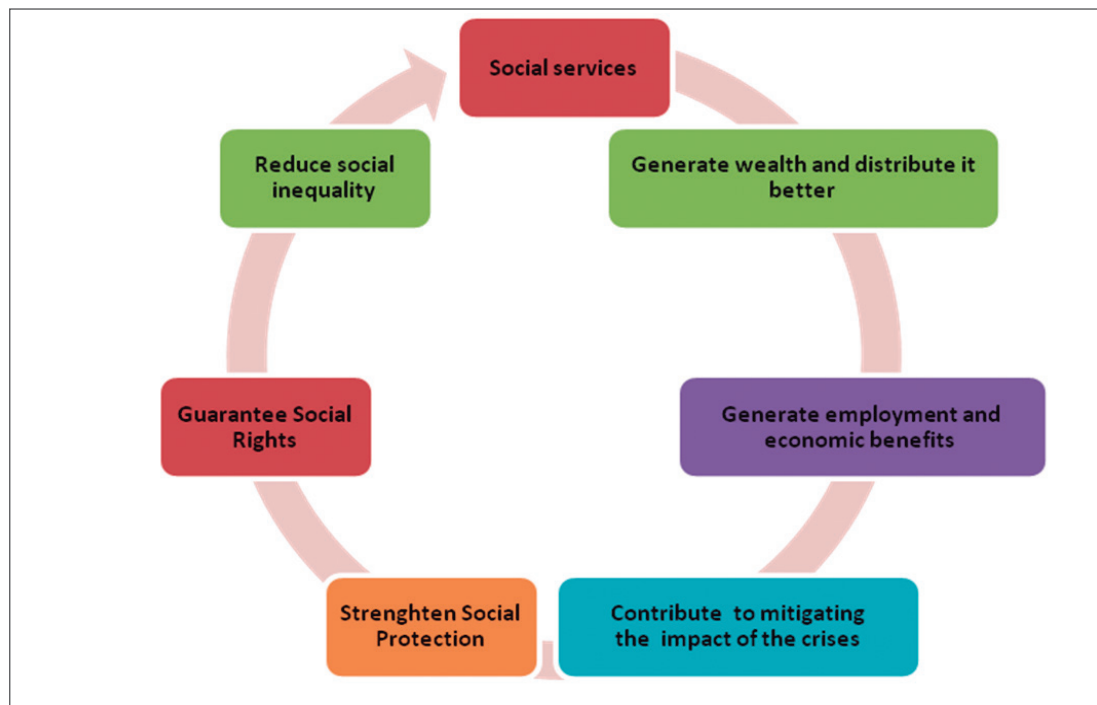 Social services
Generate wealth and distribute it
better
Generate employment and
economic benefits
Contribute to mitigating
the impact of the crises
Strenghten Social
Protection
Guarantee Social
Rights
Reduce social
inequality